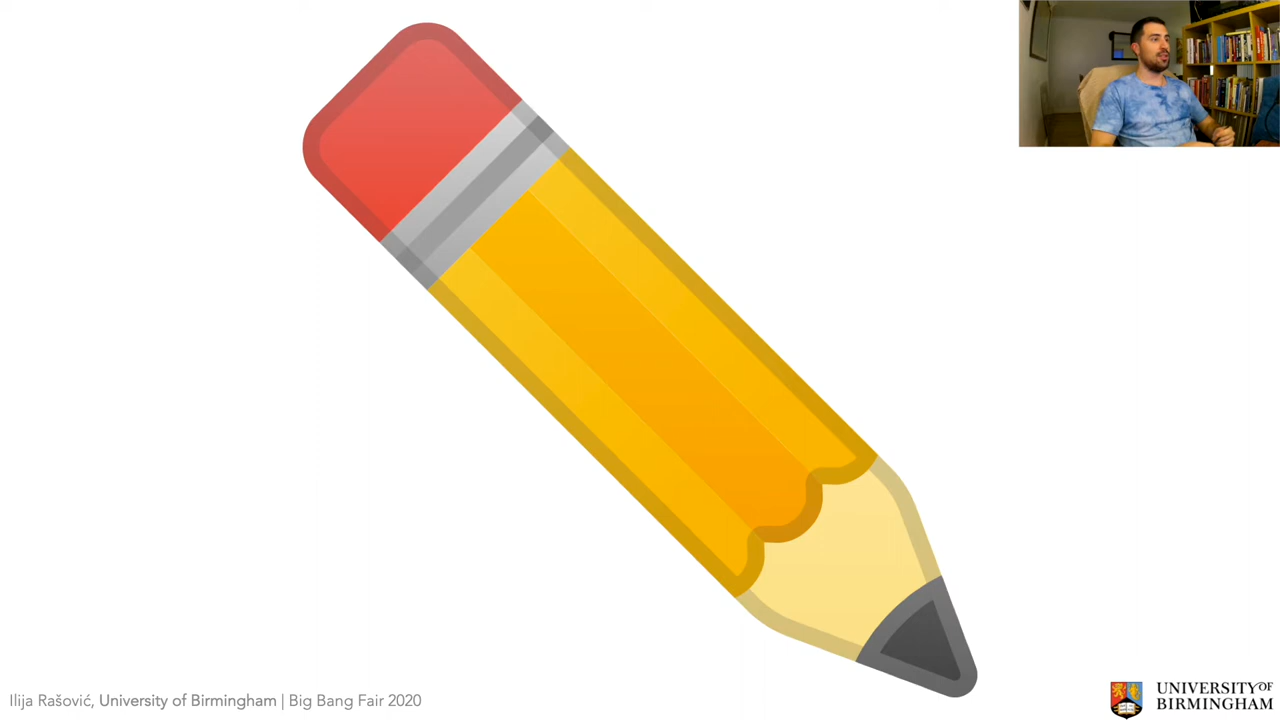 Ilija Rašović, University of Birmingham | Big Bang Fair 2020
UNIVERSITY OF
BIRMINGHAM